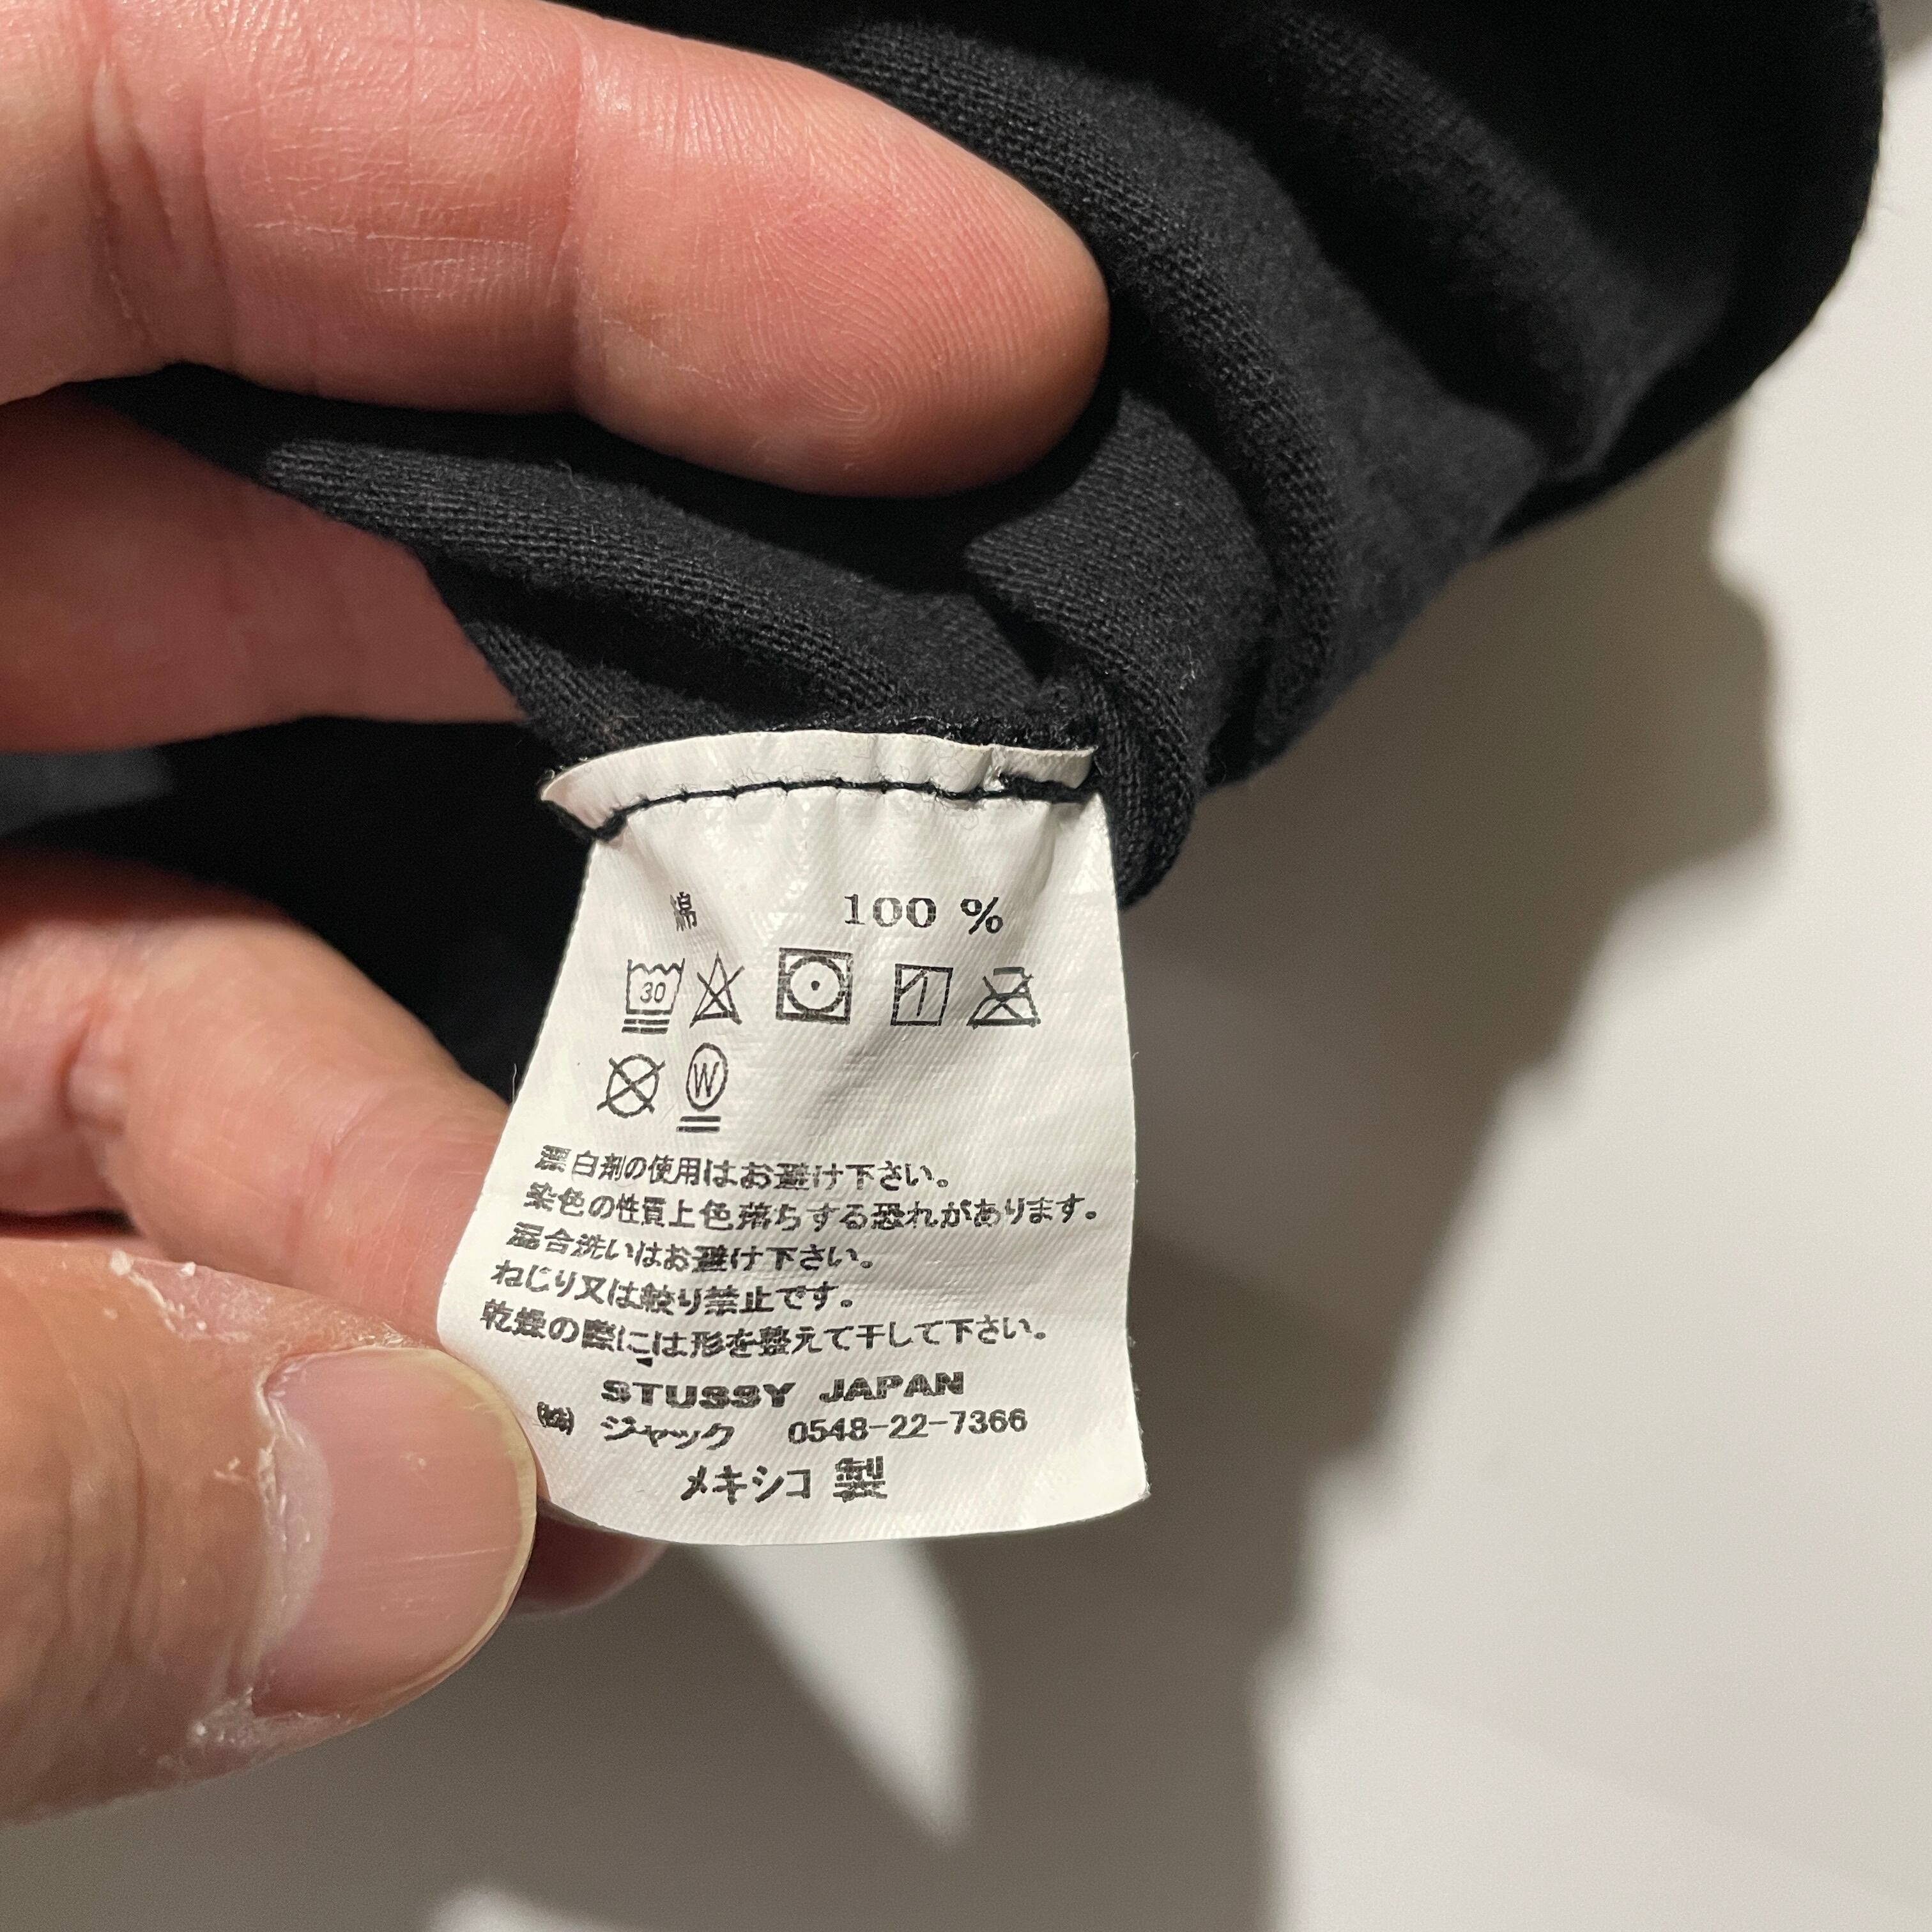 綿 100 %
30
W
漂白剤の使用はお避け下さい。
染色の性質上色落ちする恐れがあります。
混合洗いはお避け下さい。
ねじり又は絞り禁止です。
乾燥の際には形を整えて干して下さい。
STUSSY JAPAN
(株) ジャック 0548-22-7366
メキシコ 製